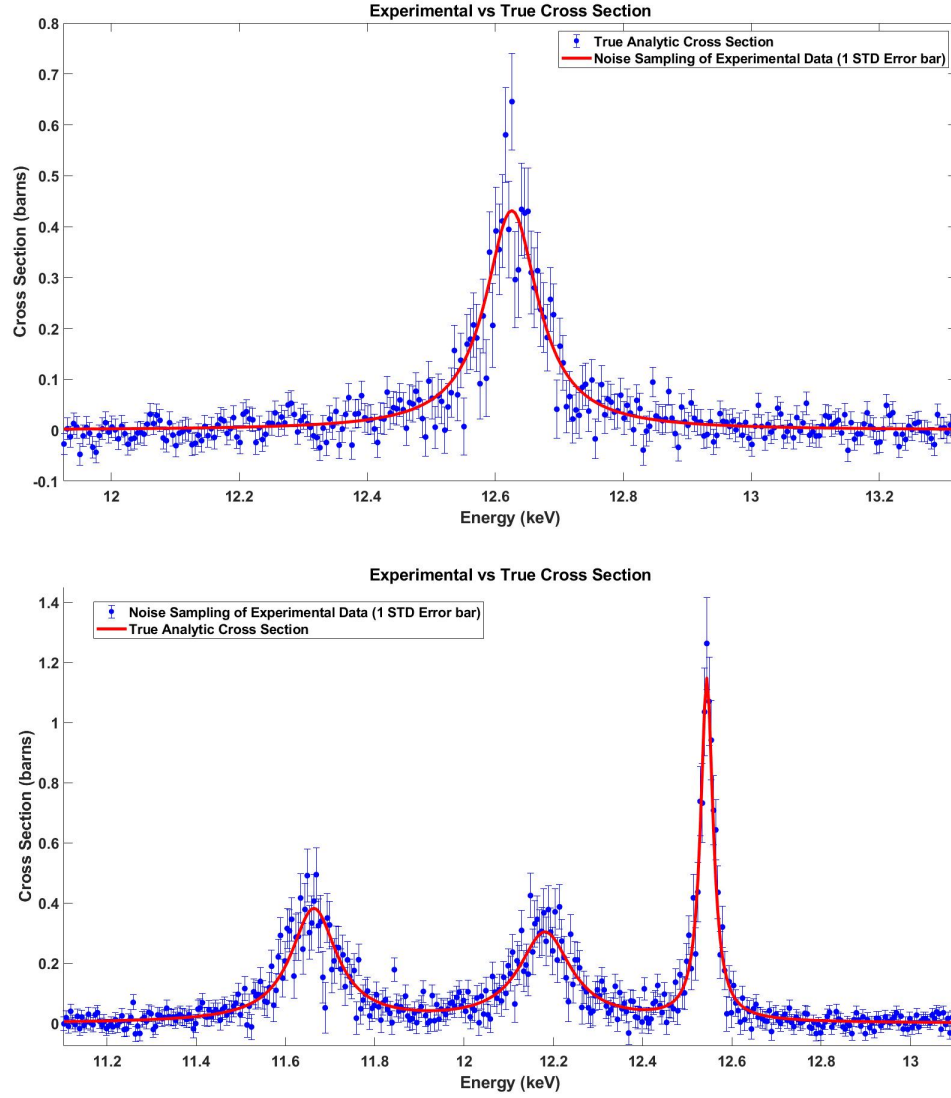 Experimental vs True Cross Section
True Analytic Cross Section
Noise Sampling of Experimental Data (1 STD Error bar)
Cross Section (barns)
0.8
0.7
0.6
0.5
0.4
0.3
0.2
0.1
0
-0.1
12 12.2 12.4 12.6 12.8 13 13.2
Energy (keV)
Experimental vs True Cross Section
Noise Sampling of Experimental Data (1 STD Error bar)
True Analytic Cross Section
Cross Section (barns)
1.4
1.2
1
0.8
0.6
0.4
0.2
0
11.2 11.4 11.6 11.8 12 12.2 12.4 12.6 12.8 13
Energy (keV)